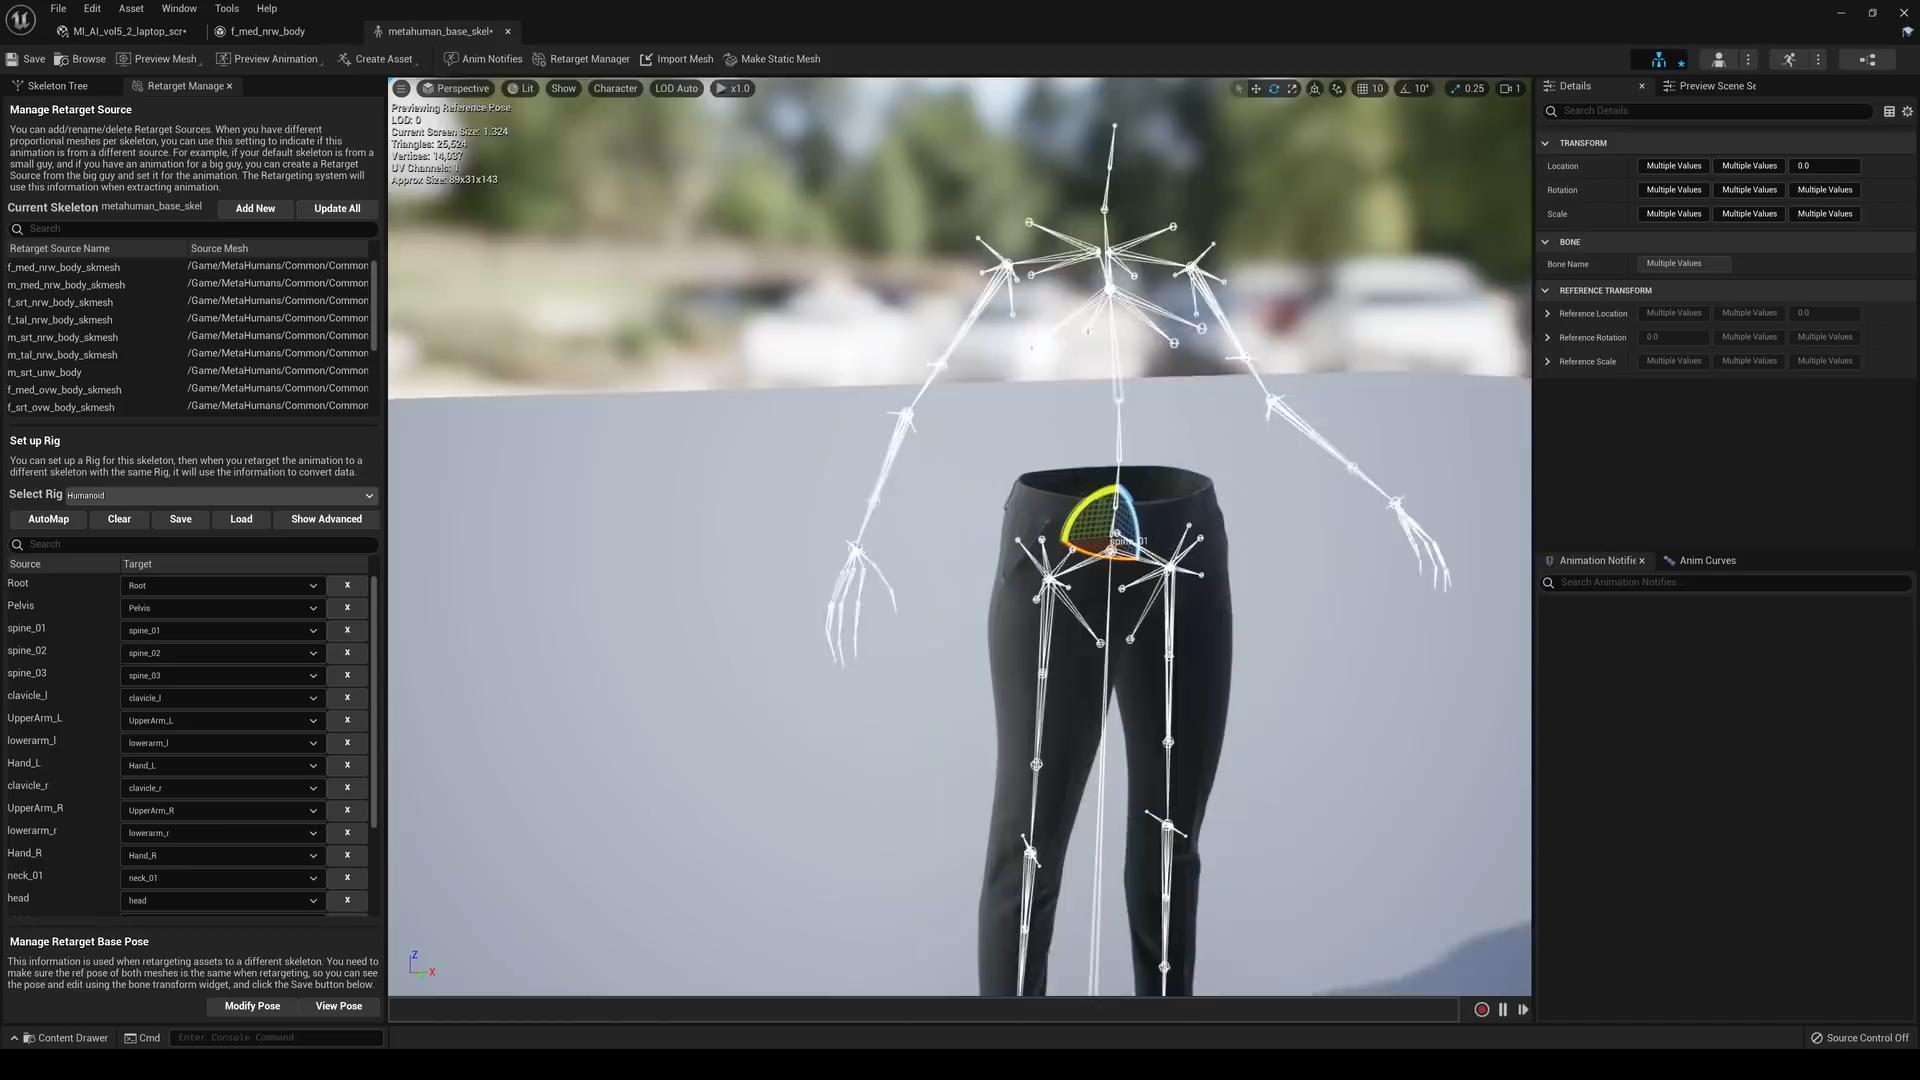 File Edit Asset Window Tools Help
MI_AI_vol5_2_laptop_scr* f_med_nrw_body metahuman_base_skel*
Save Browse Preview Mesh Preview Animation Create Asset Anim Notifies Retarget Manager Import Mesh Make Static Mesh
Skeleton Tree Retarget Manage
Manage Retarget Source
You can add/rename/delete Retarget Sources. When you have different
proportional meshes per skeleton, you can use this setting to indicate if this
animation is from a different source. For example, if your default skeleton is from a
small guy, and if you have an animation for a big guy, you can create a Retarget
Source from the big guy and set it for the animation. The Retargeting system will
use this information when extracting animation.
Current Skeleton metahuman_base_skel Add New Update All
Search
Retarget Source Name Source Mesh
f_med_nrw_body_skmesh /Game/MetaHumans/Common/Common
m_med_nrw_body_skmesh /Game/MetaHumans/Common/Common
f_srt_nrw_body_skmesh /Game/MetaHumans/Common/Common
f_tal_nrw_body_skmesh /Game/MetaHumans/Common/Common
m_srt_nrw_body_skmesh /Game/MetaHumans/Common/Common
m_tal_nrw_body_skmesh /Game/MetaHumans/Common/Common
m_srt_unw_body /Game/MetaHumans/Common/Common
f_med_ovw_body_skmesh /Game/MetaHumans/Common/Common
f_srt_ovw_body_skmesh /Game/MetaHumans/Common/Common
Set up Rig
You can set up a Rig for this skeleton, then when you retarget the animation to a
different skeleton with the same Rig, it will use the information to convert data.
Select Rig Humanoid
AutoMap Clear Save Load Show Advanced
Search
Source Target
Root Root x
Pelvis Pelvis x
spine_01 spine_01 x
spine_02 spine_02 x
spine_03 spine_03 x
clavicle_l clavicle_l x
UpperArm_L UpperArm_L x
lowerarm_l lowerarm_l x
Hand_L Hand_L x
clavicle_r clavicle_r x
UpperArm_R UpperArm_R x
lowerarm_r lowerarm_r x
Hand_R Hand_R x
neck_01 neck_01 x
head head x
Manage Retarget Base Pose
This information is used when retargeting assets to a different skeleton. You need to
make sure the ref pose of both meshes is the same when retargeting, so you can see
the pose and edit using the bone transform widget, and click the Save button below.
Modify Pose View Pose
Perspective Lit Show Character LOD Auto x1.0 10 10° 0.25 1
Previewing Reference Pose
LOD: 0
Current Screen Size: 1.324
Triangles: 25,524
Vertices: 14,037
UV Channels: 1
Approx Size: 89x31x143
spine_01
Z
X
Details Preview Scene Se
Search Details
TRANSFORM
Location Multiple Values Multiple Values 0.0
Rotation Multiple Values Multiple Values Multiple Values
Scale Multiple Values Multiple Values Multiple Values
BONE
Bone Name Multiple Values
REFERENCE TRANSFORM
Reference Location Multiple Values Multiple Values 0.0
Reference Rotation 0.0 Multiple Values Multiple Values
Reference Scale Multiple Values Multiple Values Multiple Values
Animation Notifie Anim Curves
Search Animation Notifies...
Content Drawer Cmd Enter Console Command Source Control Off